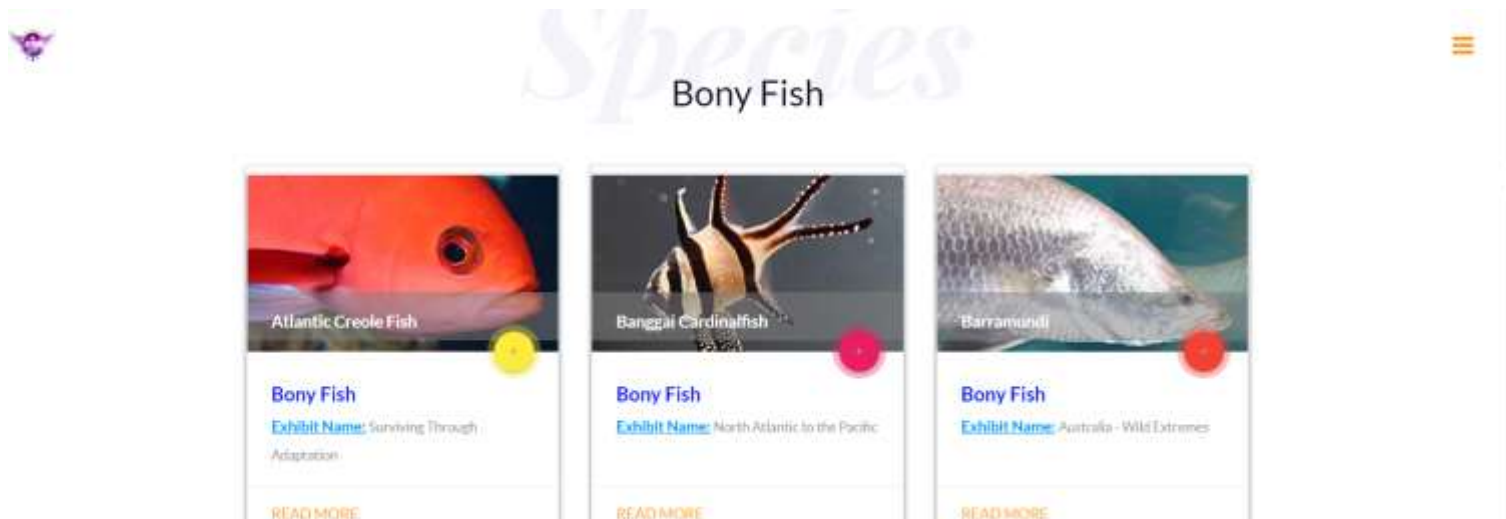 Species
Bony Fish
Atlantic Creole Fish
Bony Fish
Exhibit Name: Surviving Through
Adaptation
READ MORE
Banggai Cardinalfish
Bony Fish
Exhibit Name: North Atlantic to the Pacific
READ MORE
Barramundi
Bony Fish
Exhibit Name: Australia - Wild Extremes
READ MORE